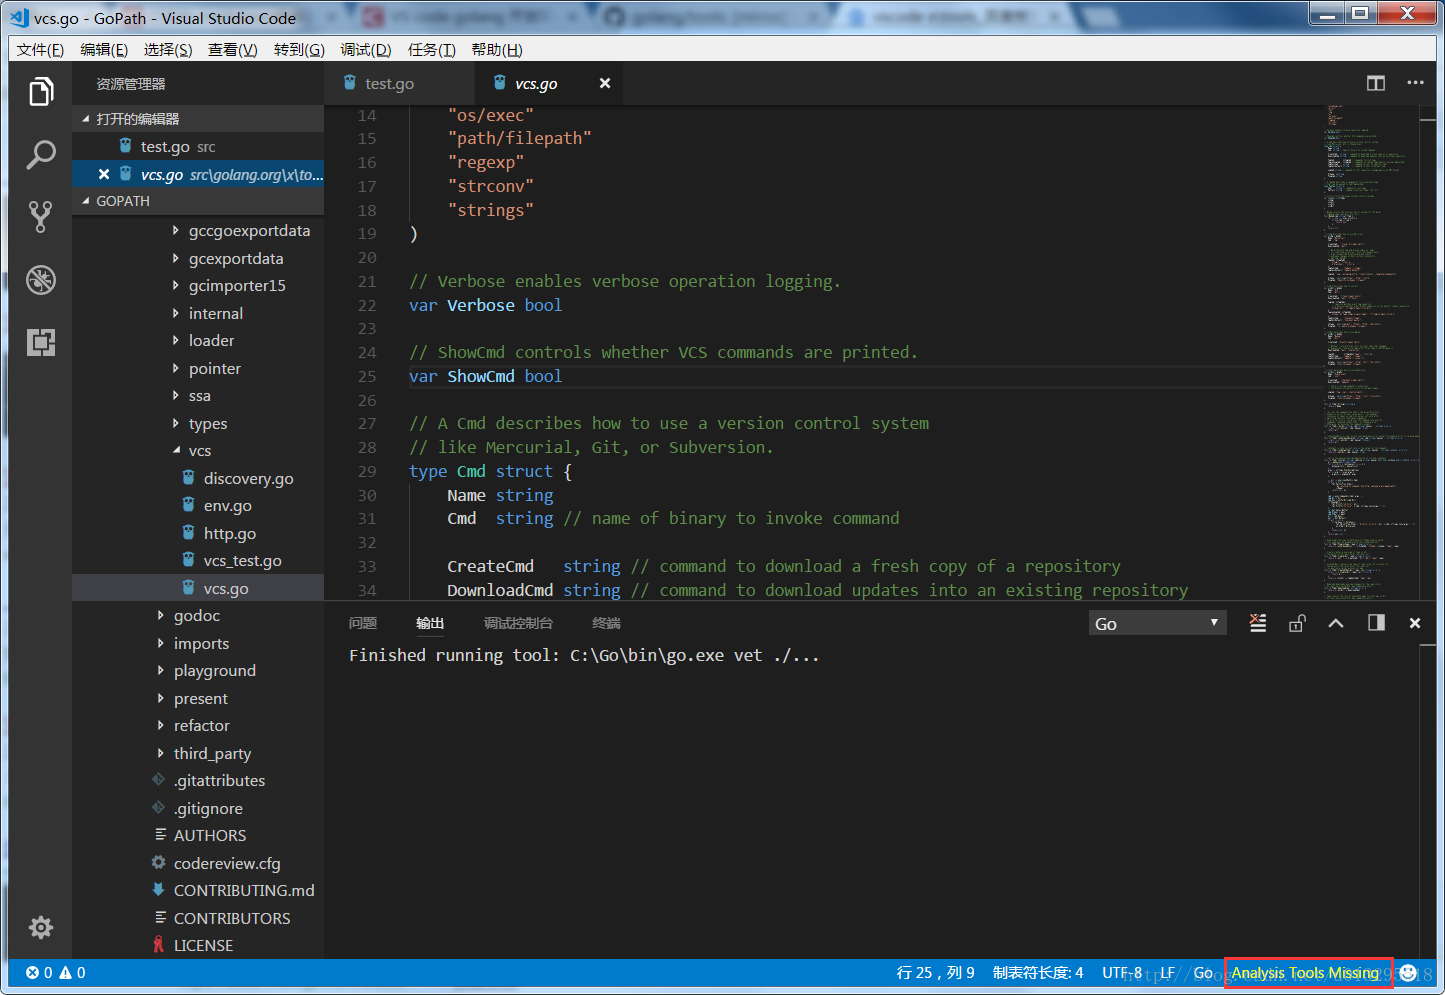 vcs.go - GoPath - Visual Studio Code
文件(F) 编辑(E) 选择(S) 查看(V) 转到(G) 调试(D) 任务(T) 帮助(H)
资源管理器
test.go
vcs.go
打开的编辑器
test.go src
vcs.go src\golang.org\x\to...
GOPATH
gccgoexportdata
gcexportdata
gcimporter15
internal
loader
pointer
ssa
types
vcs
discovery.go
env.go
http.go
vcs_test.go
vcs.go
godoc
imports
playground
present
refactor
third_party
.gitattributes
.gitignore
AUTHORS
codereview.cfg
CONTRIBUTING.md
CONTRIBUTORS
LICENSE
14 "os/exec"
15 "path/filepath"
16 "regexp"
17 "strconv"
18 "strings"
19 )
20
21 // Verbose enables verbose operation logging.
22 var Verbose bool
23
24 // ShowCmd controls whether VCS commands are printed.
25 var ShowCmd bool
26
27 // A Cmd describes how to use a version control system
28 // like Mercurial, Git, or Subversion.
29 type Cmd struct {
30 Name string
31 Cmd string // name of binary to invoke command
32
33 CreateCmd string // command to download a fresh copy of a repository
34 DownloadCmd string // command to download updates into an existing repository
问题 输出 调试控制台 终端
Go
Finished running tool: C:\Go\bin\go.exe vet ./...
0 0
行 25，列 9 制表符长度: 4 UTF-8 LF Go Analysis Tools Missing